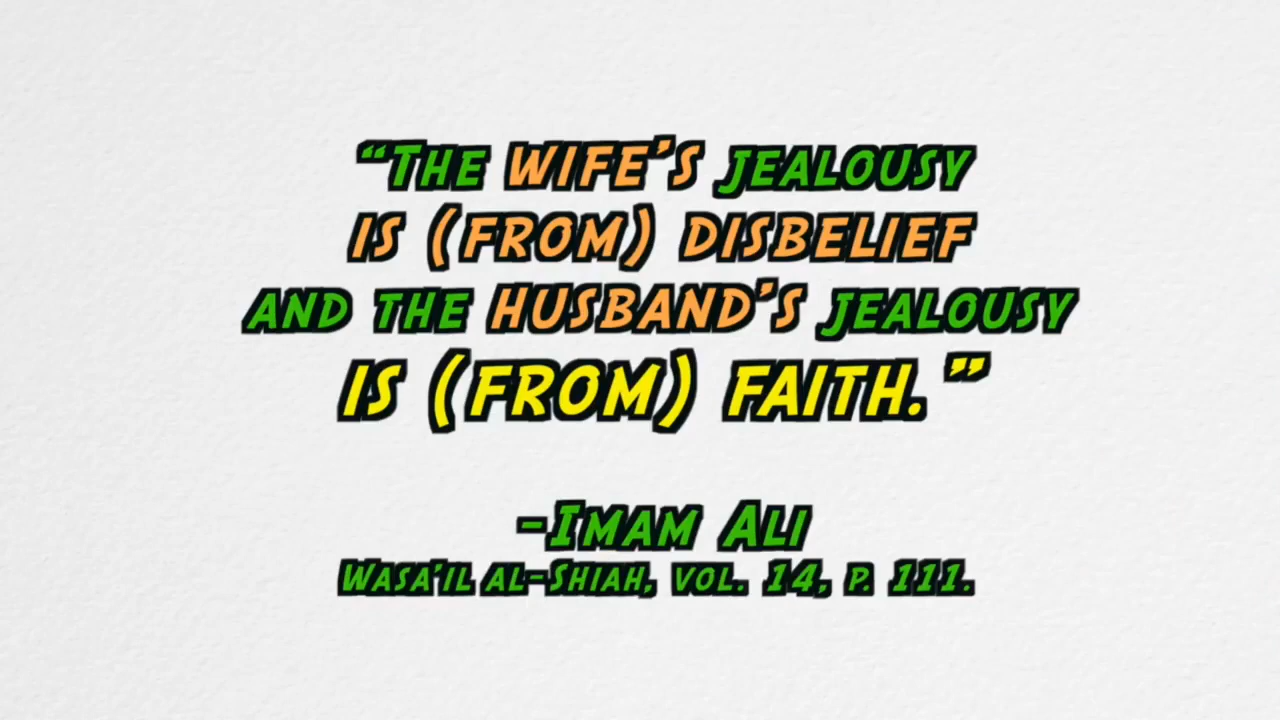 “The wife’s jealousy
is (from) disbelief
and the husband’s jealousy
is (from) faith.”
-Imam Ali
Wasa’il al-Shiah, vol. 14, p. 111.